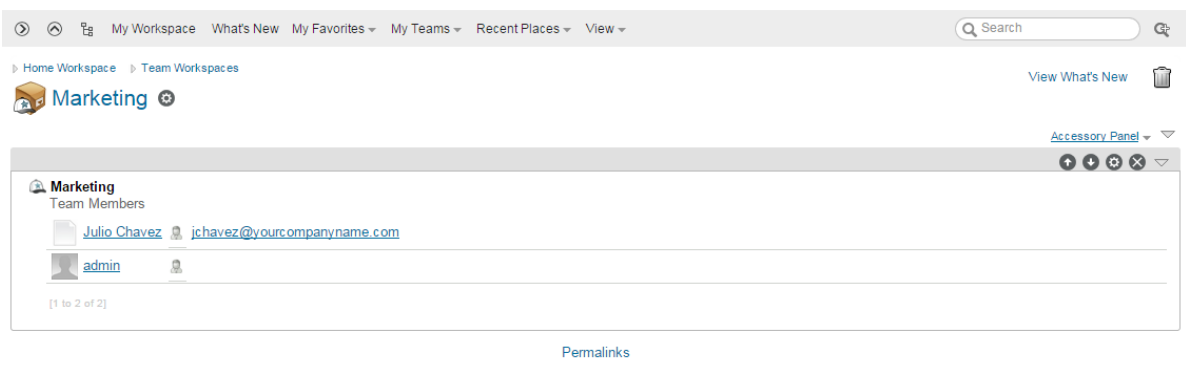 My Workspace What's New My Favorites My Teams Recent Places View Search
Home Workspace Team Workspaces
View What's New
Marketing
Accessory Panel
Marketing
Team Members
Julio Chavez jchavez@yourcompanyname.com
admin
[1 to 2 of 2]
Permalinks